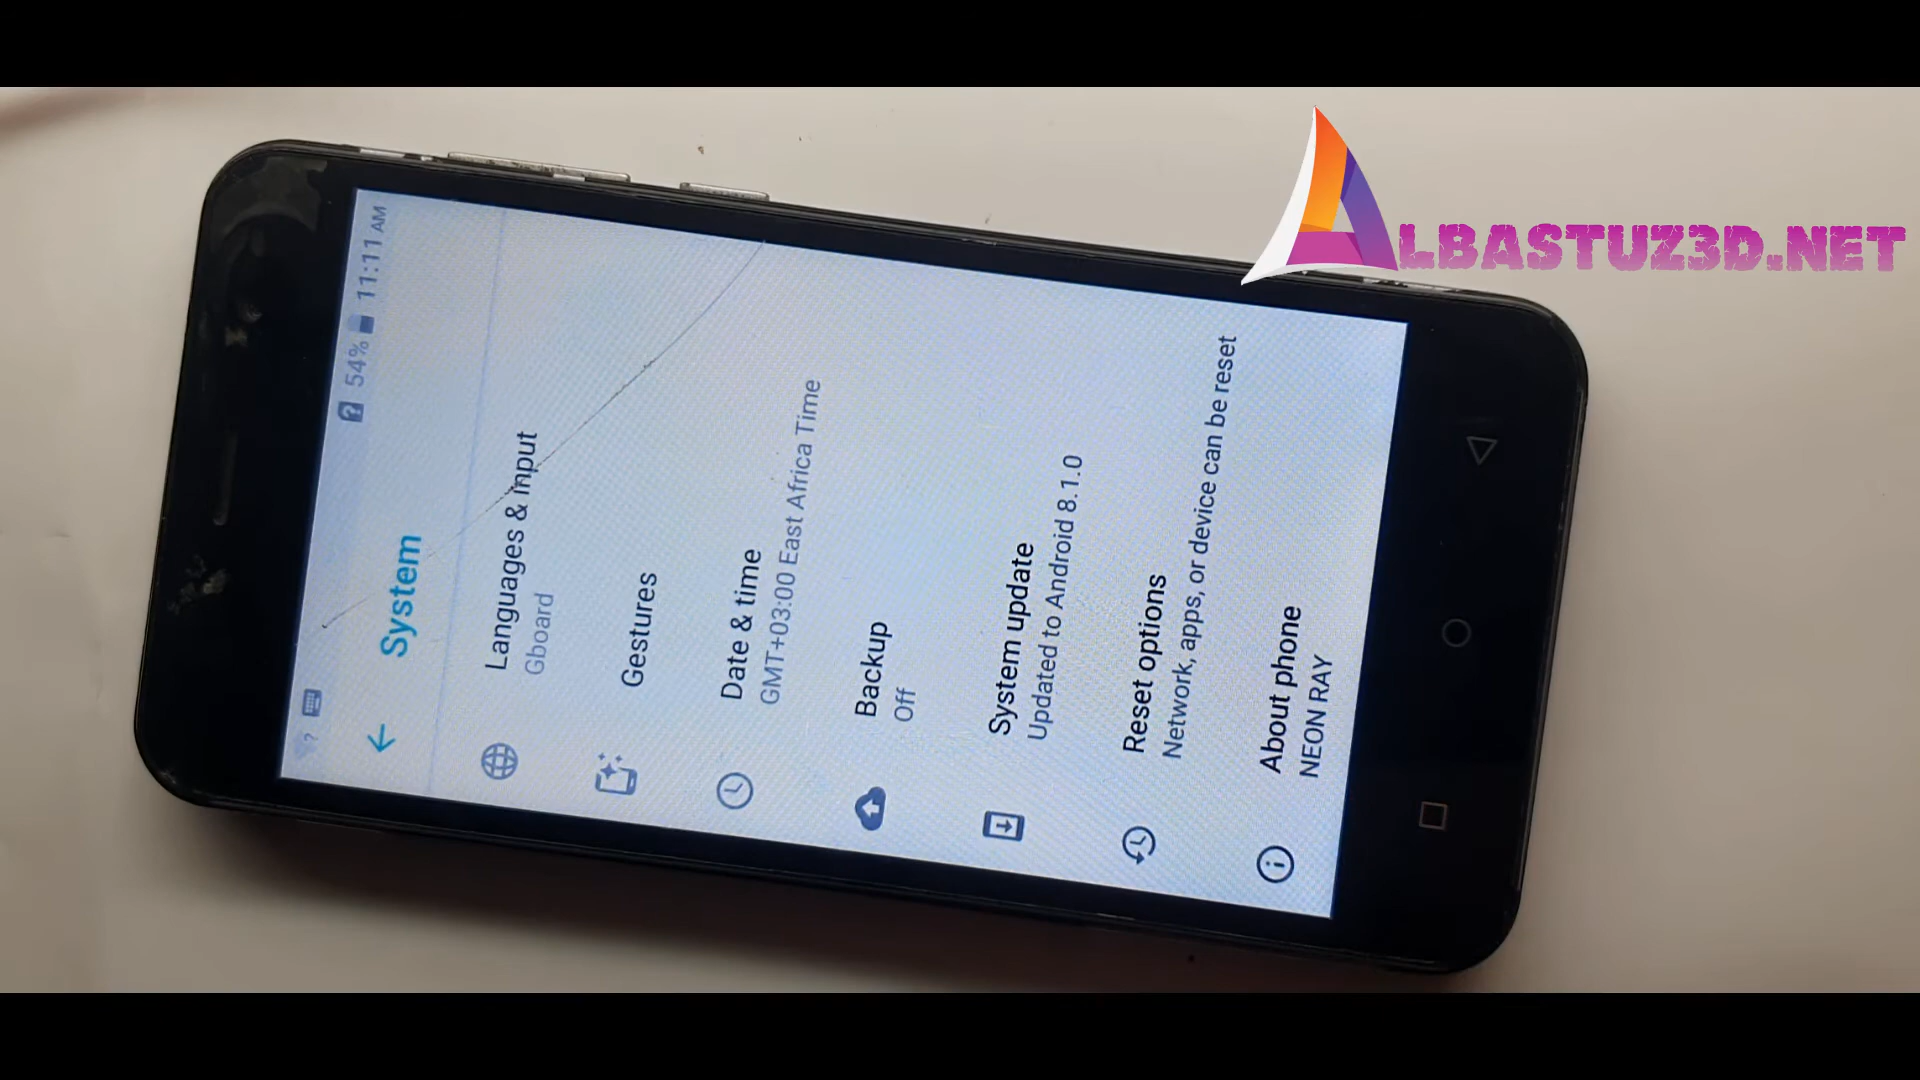 54% 11:11 AM
System
Languages & input
Gboard
Gestures
Date & time
GMT+03:00 East Africa Time
Backup
Off
System update
Updated to Android 8.1.0
Reset options
Network, apps, or device can be reset
About phone
NEON RAY
ALBASTUZ3D.NET